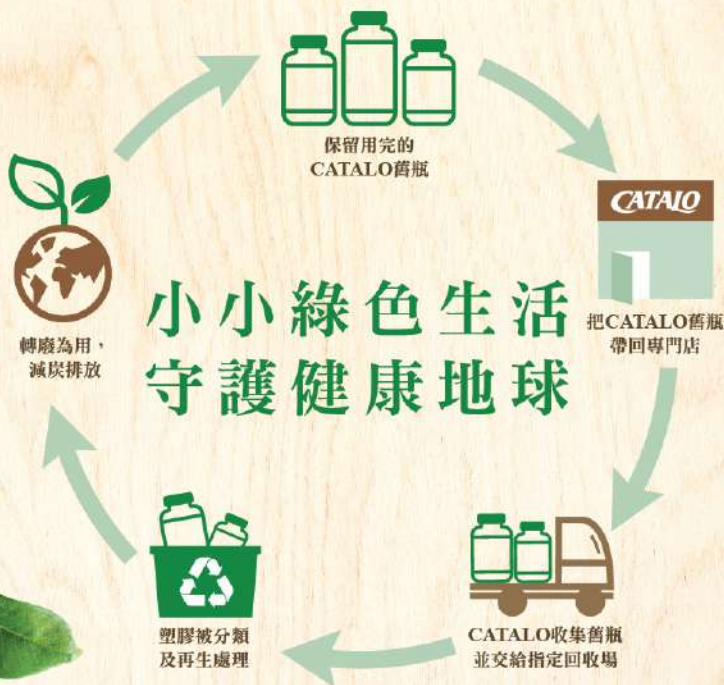 保留用完的
CATALO舊瓶
CATALO
把CATALO舊瓶
帶回專門店
小小綠色生活
守護健康地球
轉廢為用，
減炭排放
塑膠被分類
及再生處理
CATALO收集舊瓶
並交給指定回收場